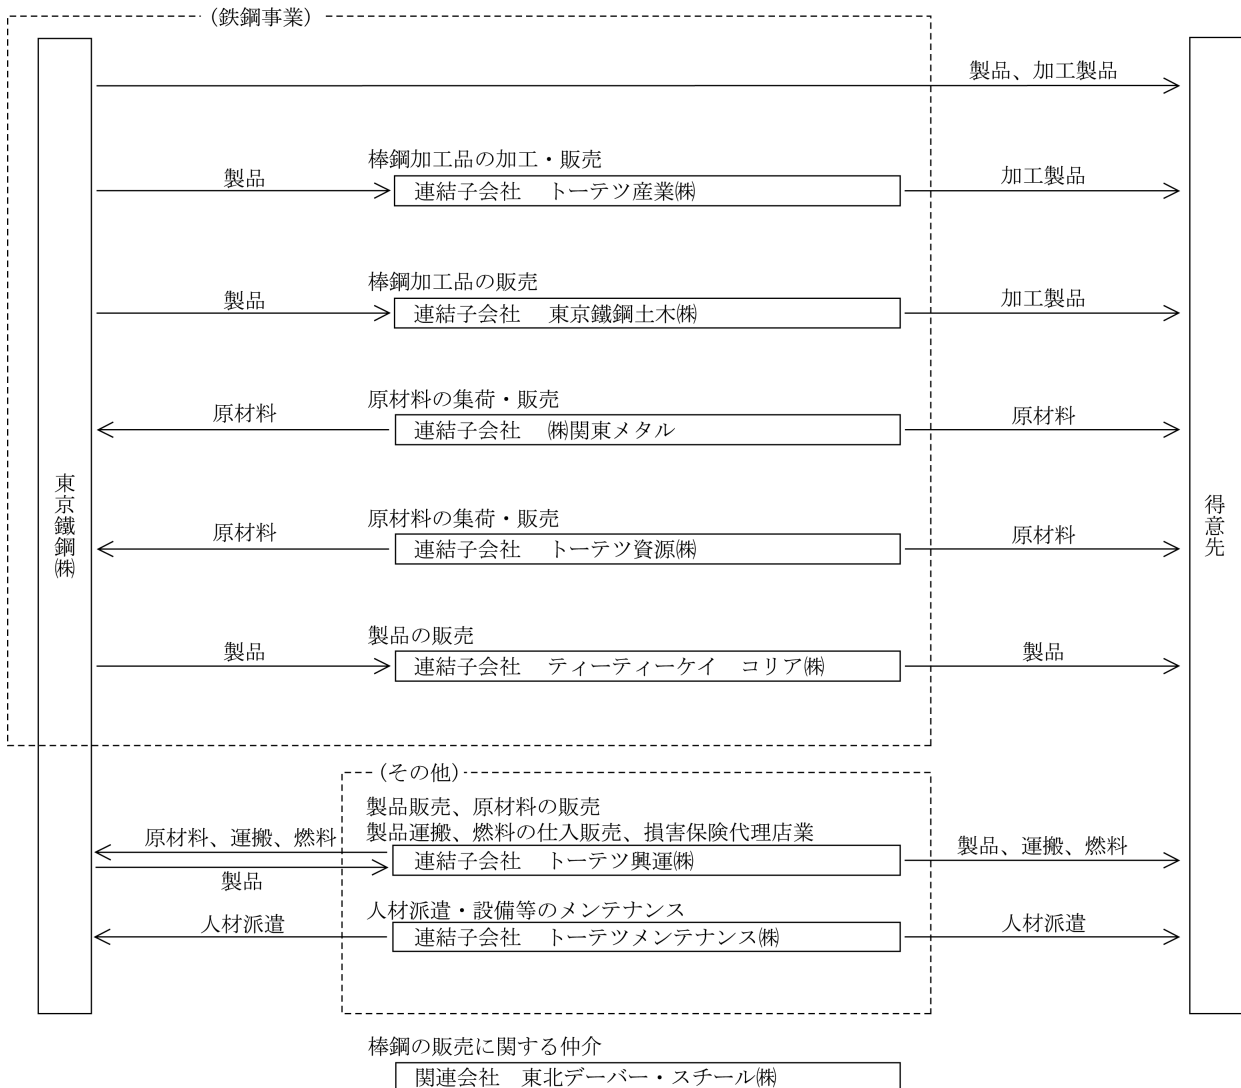 (鉄鋼事業)
製品、加工製品
棒鋼加工品の加工・販売
製品
連結子会社　トーテツ産業㈱
加工製品
棒鋼加工品の販売
製品
連結子会社　東京鐵鋼土木㈱
加工製品
原材料の集荷・販売
原材料
連結子会社　㈱関東メタル
原材料
東京鐵鋼㈱
得意先
原材料の集荷・販売
原材料
連結子会社　トーテツ資源㈱
原材料
製品の販売
製品
連結子会社　ティーティーケイ　コリア㈱
製品
(その他)
製品販売、原材料の販売
製品運搬、燃料の仕入販売、損害保険代理店業
原材料、運搬、燃料
連結子会社　トーテツ興運㈱
製品、運搬、燃料
製品
人材派遣・設備等のメンテナンス
人材派遣
連結子会社　トーテツメンテナンス㈱
人材派遣
棒鋼の販売に関する仲介
関連会社　東北デーバー・スチール㈱